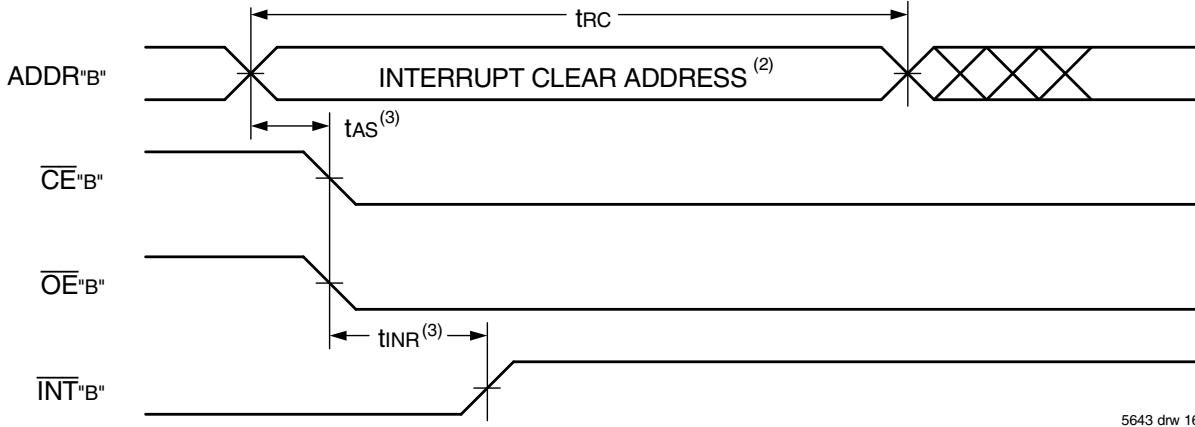 tRC
ADDR"B"
INTERRUPT CLEAR ADDRESS (2)
tAS(3)
CE"B"
OE"B"
tINR(3)
INT"B"
5643 drw 16